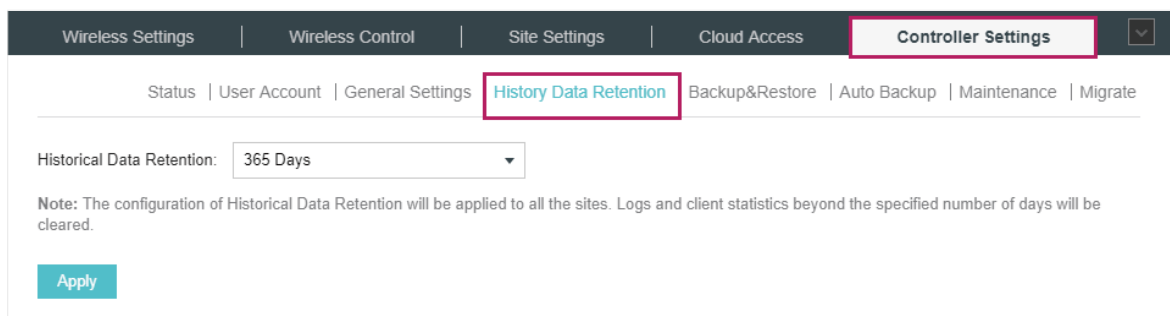 Wireless Settings | Wireless Control | Site Settings | Cloud Access Controller Settings
Status | User Account | General Settings History Data Retention Backup&Restore | Auto Backup | Maintenance | Migrate
Historical Data Retention: 365 Days
Note: The configuration of Historical Data Retention will be applied to all the sites. Logs and client statistics beyond the specified number of days will be
cleared.
Apply